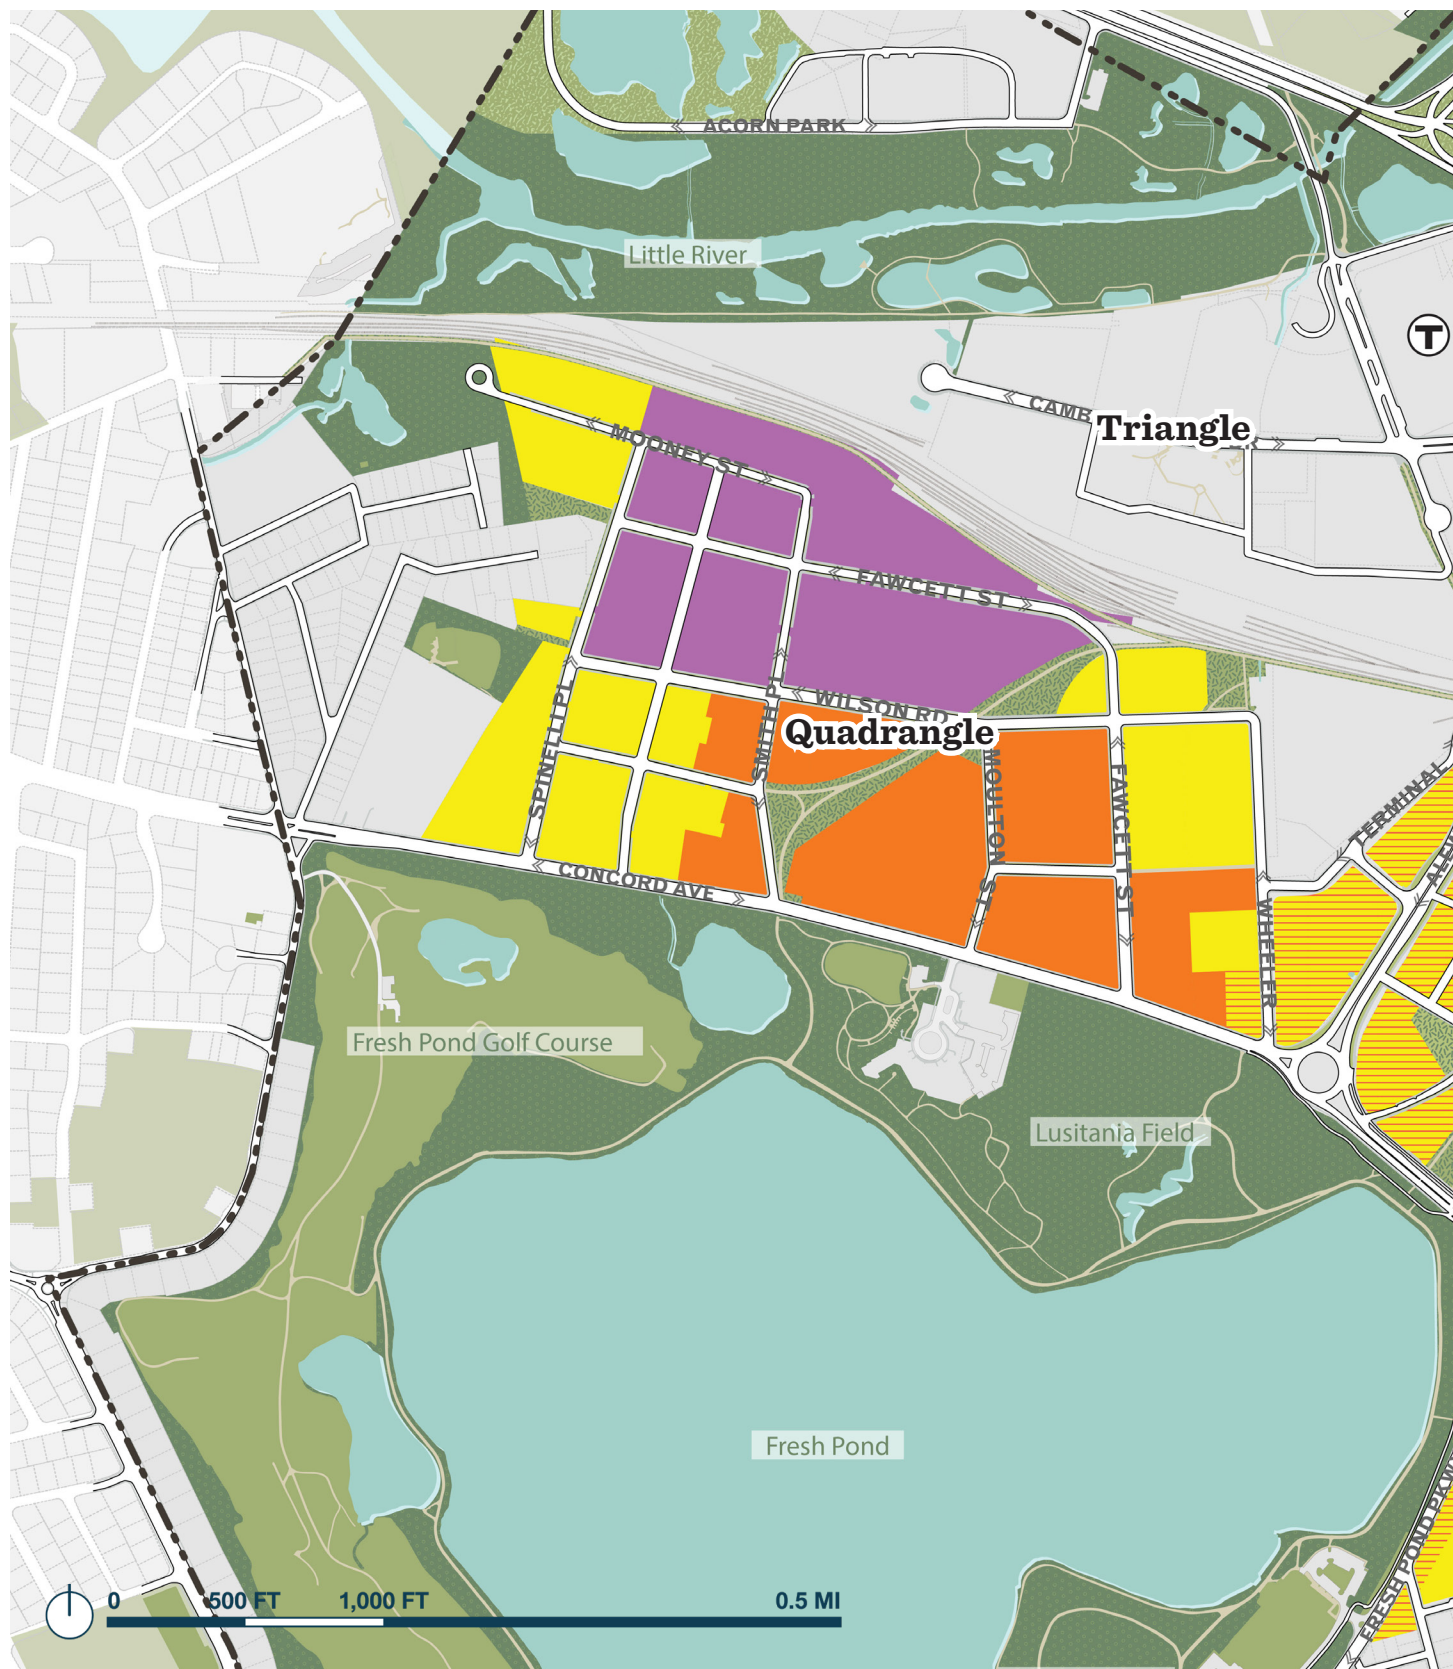 ACORN PARK
Little River
T
CAMB
Triangle
MOONEY ST
FAWCETT ST
WILSON RD
Quadrangle
SPINELLI PL
SMITH PL
MOULTON ST
FAWCETT ST
TERMINAL
CONCORD AVE
WHEELER
Fresh Pond Golf Course
Lusitania Field
Fresh Pond
FRESH POND PKW
0 500 FT 1,000 FT 0.5 MI